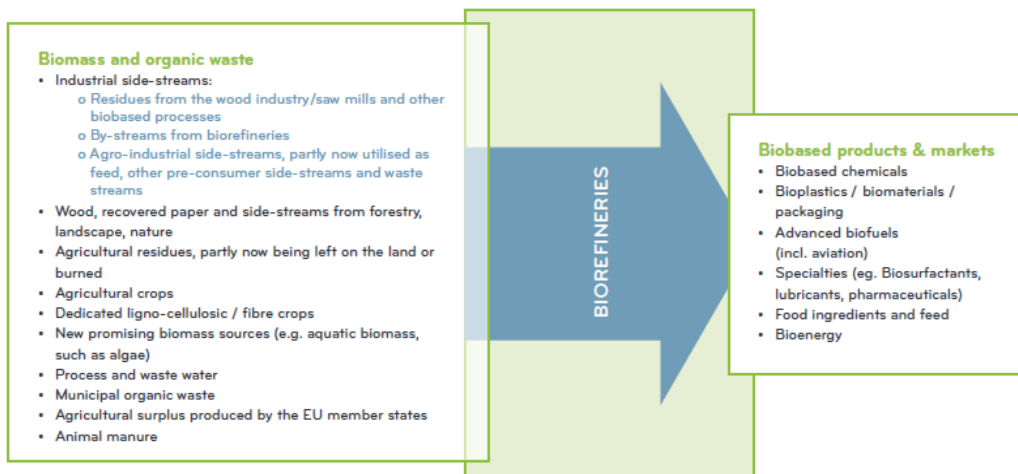 Biomass and organic waste
• Industrial side-streams:
o Residues from the wood industry/saw mills and other
biobased processes
o By-streams from biorefineries
o Agro-industrial side-streams, partly now utilised as
feed, other pre-consumer side-streams and waste
streams
• Wood, recovered paper and side-streams from forestry,
landscape, nature
• Agricultural residues, partly now being left on the land or
burned
• Agricultural crops
• Dedicated ligno-cellulosic / fibre crops
• New promising biomass sources (e.g. aquatic biomass,
such as algae)
• Process and waste water
• Municipal organic waste
• Agricultural surplus produced by the EU member states
• Animal manure
BIOREFINERIES
Biobased products & markets
• Biobased chemicals
• Bioplastics / biomaterials /
packaging
• Advanced biofuels
(incl. aviation)
• Specialties (eg. Biosurfactants,
lubricants, pharmaceuticals)
• Food ingredients and feed
• Bioenergy